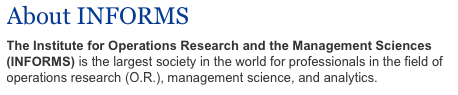 About INFORMS
The Institute for Operations Research and the Management Sciences
(INFORMS) is the largest society in the world for professionals in the field of
operations research (O.R.), management science, and analytics.